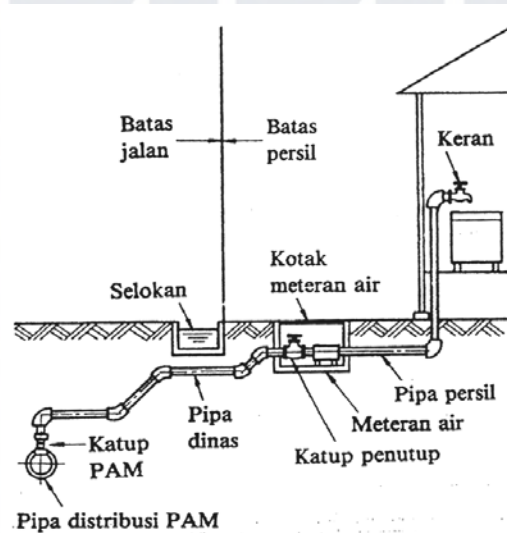 Batas
jalan
Batas
persil
Keran
Kotak
meteran air
Selokan
Pipa persil
Pipa
dinas
Meteran air
Katup
PAM
Katup penutup
Pipa distribusi PAM